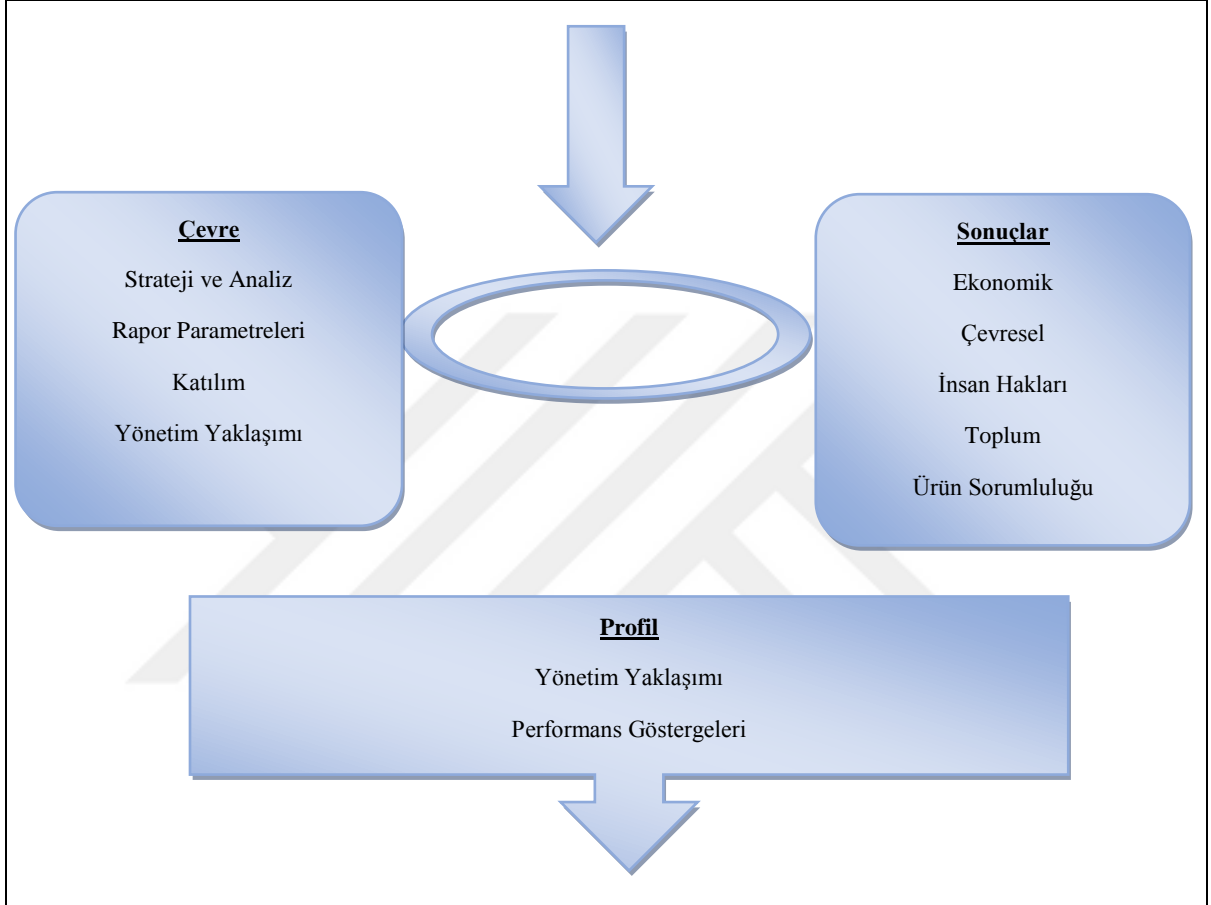 Çevre
Strateji ve Analiz
Rapor Parametreleri
Katılım
Yönetim Yaklaşımı
Sonuçlar
Ekonomik
Çevresel
İnsan Hakları
Toplum
Ürün Sorumluluğu
Profil
Yönetim Yaklaşımı
Performans Göstergeleri